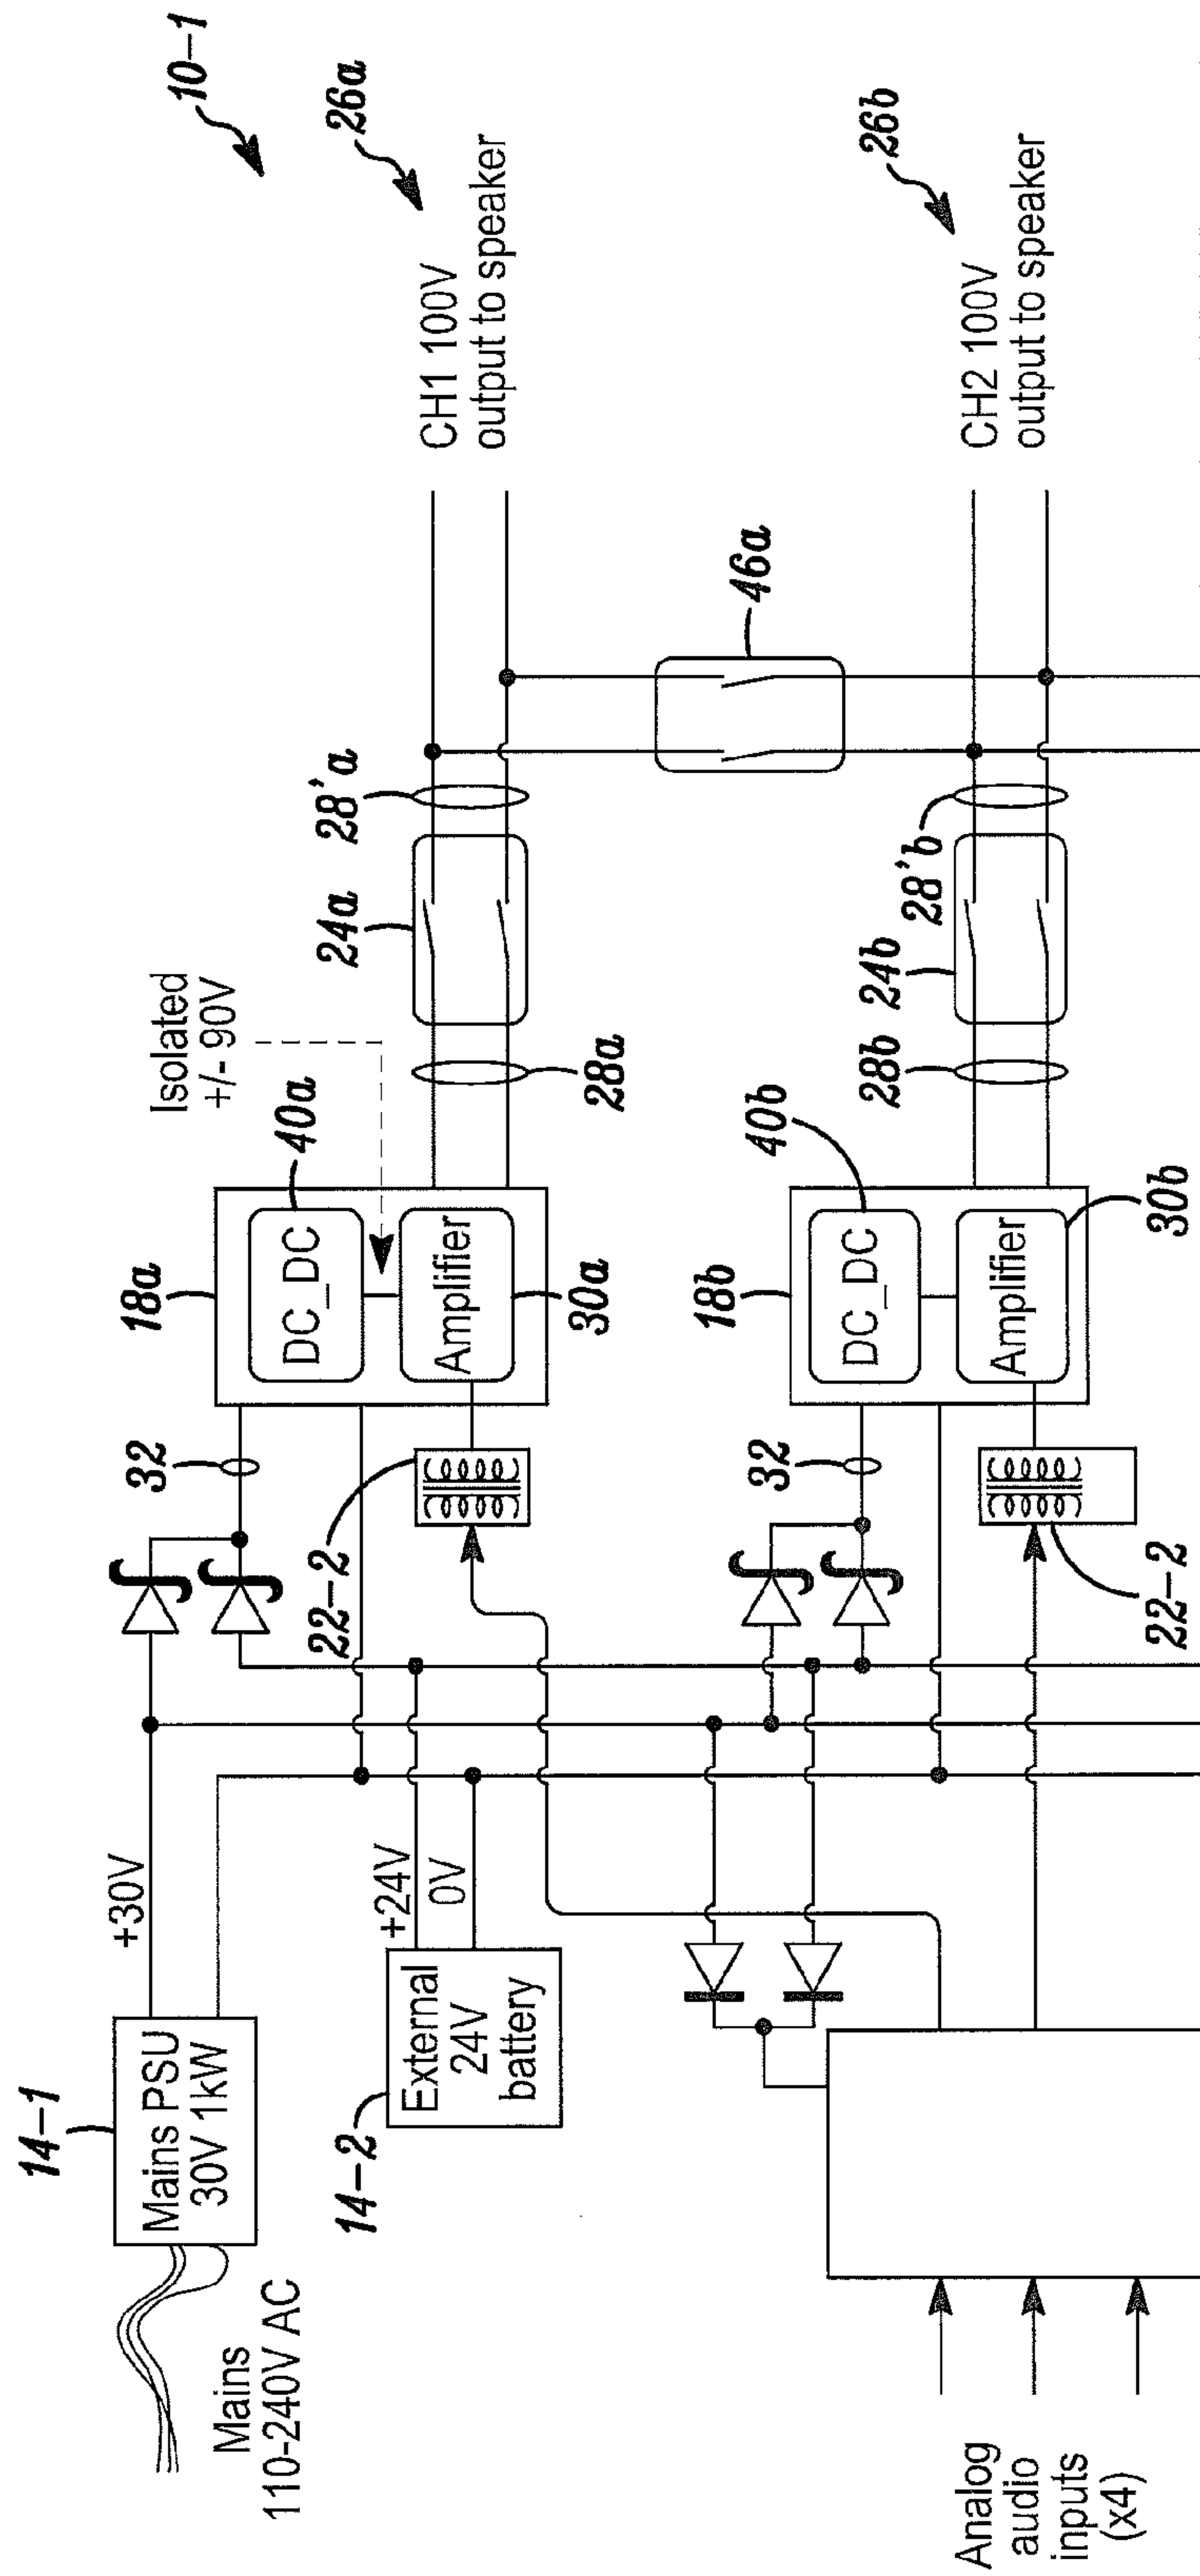 10-1
26a
CH1 100V
output to speaker
26b
CH2 100V
output to speaker
46a
28'a
24a
28'b
24b
Isolated
+/- 90V
28a
28b
40a
40b
18a
DC_DC
Amplifier
30a
18b
DC_DC
Amplifier
30b
32
22-2
32
22-2
+30V
+24V
0V
14-1
Mains PSU
30V 1kW
14-2
External
24V
battery
Mains
110-240V AC
Analog
audio
inputs
(x4)